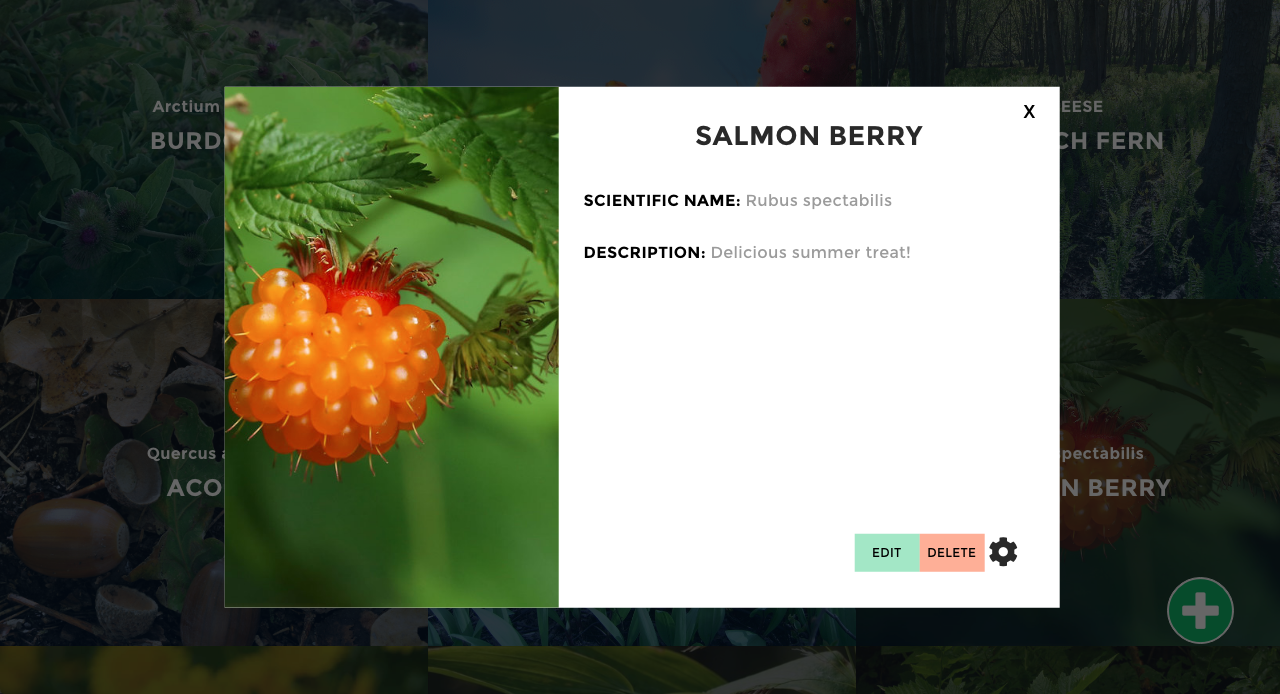 Arctium
BURD
EESE
CH FERN
X
SALMON BERRY
SCIENTIFIC NAME: Rubus spectabilis
DESCRIPTION: Delicious summer treat!
Quercus a
ACO
pectabilis
N BERRY
EDIT
DELETE